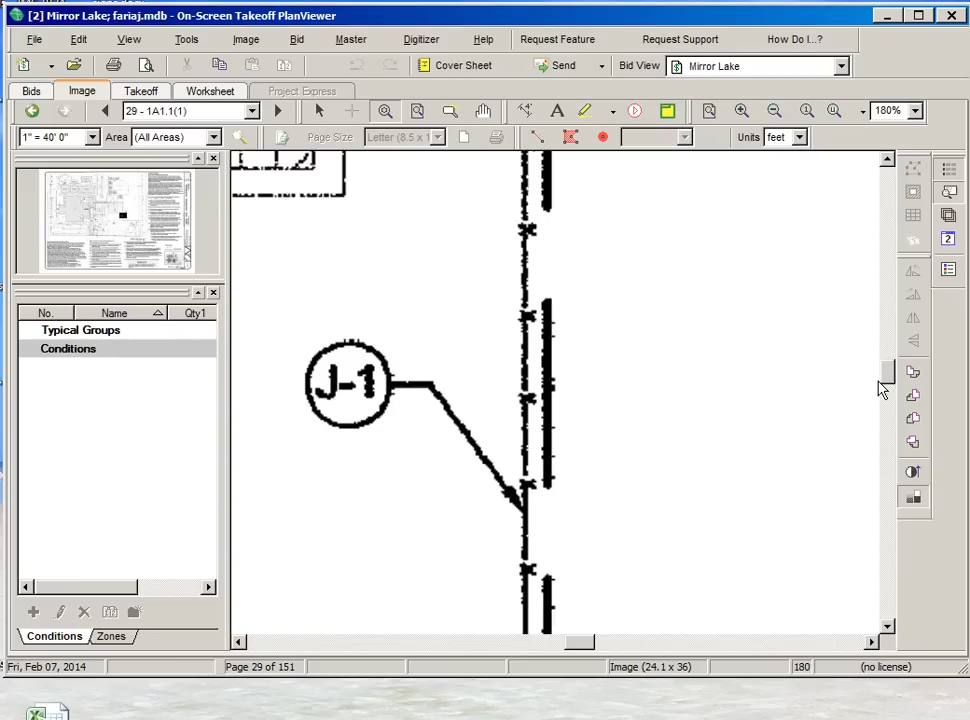 [2] Mirror Lake; fariaj.mdb - On-Screen Takeoff PlanViewer
File Edit View Tools Image Bid Master Digitizer Help Request Feature Request Support How Do I...?
Cover Sheet Send Bid View Mirror Lake
Bids Image Takeoff Worksheet Project Express
29 - 1A1.1(1) 180%
1" = 40' 0" Area (All Areas) Page Size Letter (8.5 x 1 Units feet
2
No. Name Qty1
Typical Groups
Conditions
J-1
Conditions Zones
Fri, Feb 07, 2014 Page 29 of 151 Image (24.1 x 36) 180 (no license)